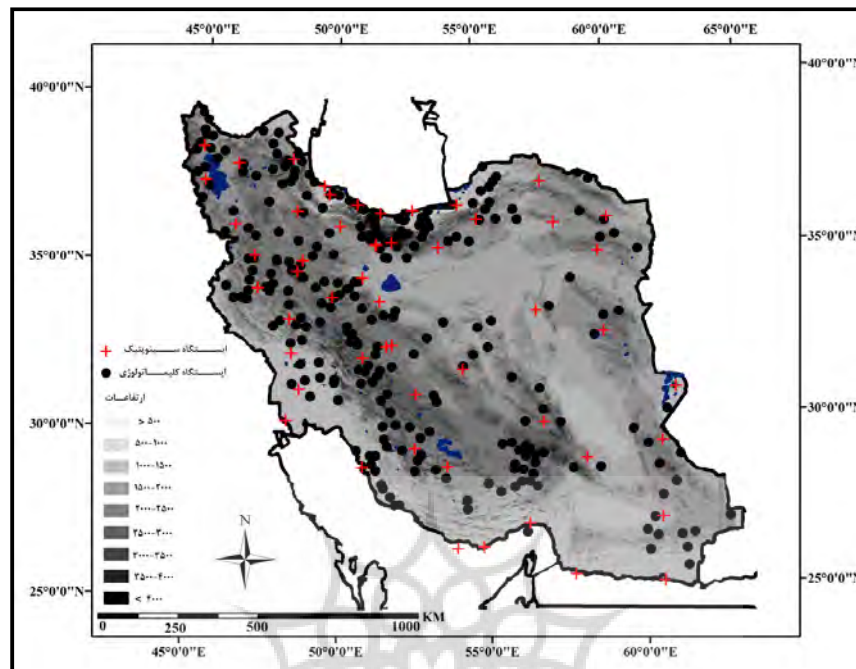 45°0'0"E 50°0'0"E 55°0'0"E 60°0'0"E 65°0'0"E
40°0'0"N 40°0'0"N
35°0'0"N 35°0'0"N
ایستگاه سینوپتیک
ایستگاه کلیماتولوژی
ارتفاعات
> ۵۰۰
۵۰۰-۱۰۰۰
۱۰۰۰-۱۵۰۰
۱۵۰۰-۲۰۰۰
۲۰۰۰-۲۵۰۰
۲۵۰۰-۳۰۰۰
۳۰۰۰-۳۵۰۰
۳۵۰۰-۴۰۰۰
< ۴۰۰۰
30°0'0"N 30°0'0"N
N
25°0'0"N 25°0'0"N
KM
0 250 500 1000
45°0'0"E 50°0'0"E 55°0'0"E 60°0'0"E